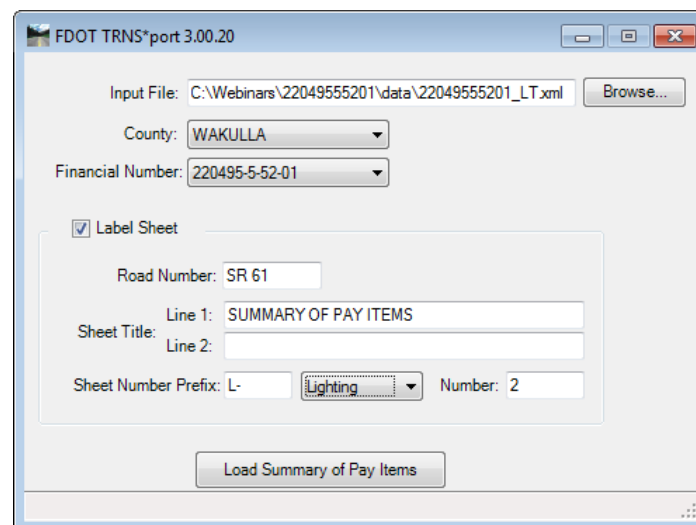 FDOT TRNS*port 3.00.20
Input File: C:\Webinars\22049555201\data\22049555201_LT.xml Browse...
County: WAKULLA
Financial Number: 220495-5-52-01
Label Sheet
Road Number: SR 61
Line 1: SUMMARY OF PAY ITEMS
Sheet Title:
Line 2:
Sheet Number Prefix: L- Lighting Number: 2
Load Summary of Pay Items